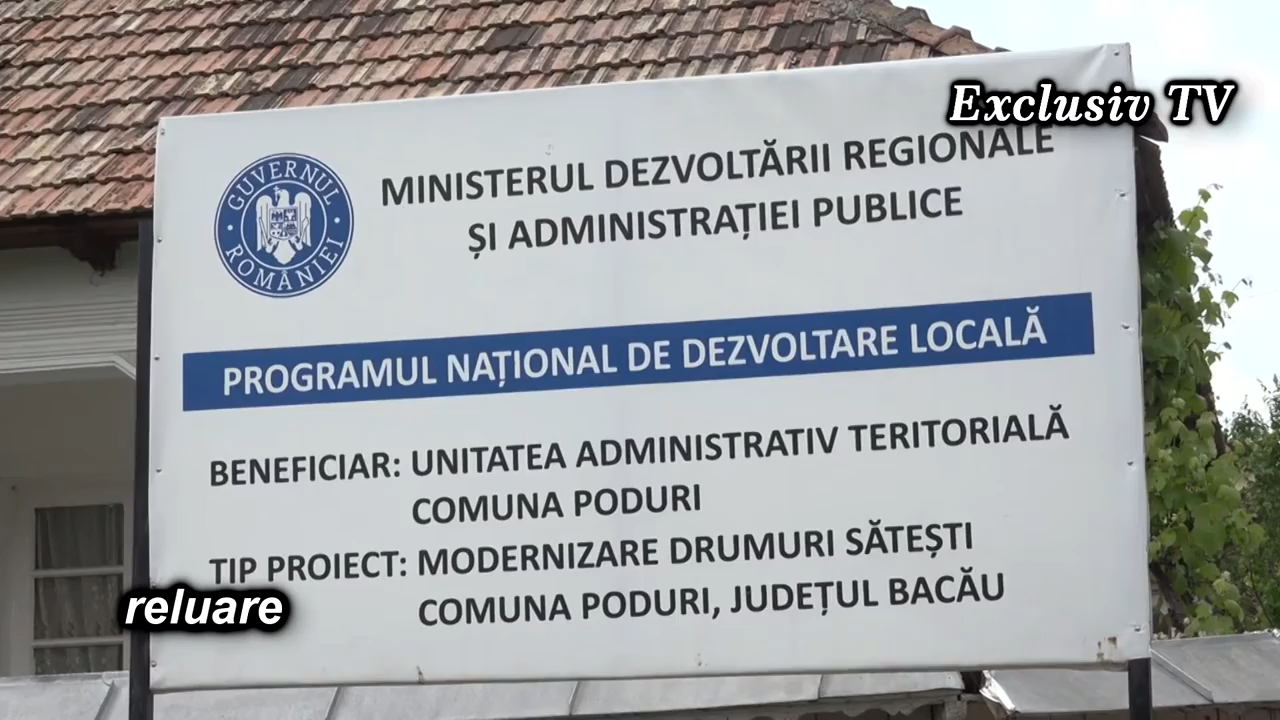 Exclusiv TV
GUVERNUL ROMÂNIEI
MINISTERUL DEZVOLTĂRII REGIONALE
ȘI ADMINISTRAȚIEI PUBLICE
PROGRAMUL NAȚIONAL DE DEZVOLTARE LOCALĂ
BENEFICIAR: UNITATEA ADMINISTRATIV TERITORIALĂ
COMUNA PODURI
TIP PROIECT: MODERNIZARE DRUMURI SĂTEȘTI
COMUNA PODURI, JUDEȚUL BACĂU
reluare